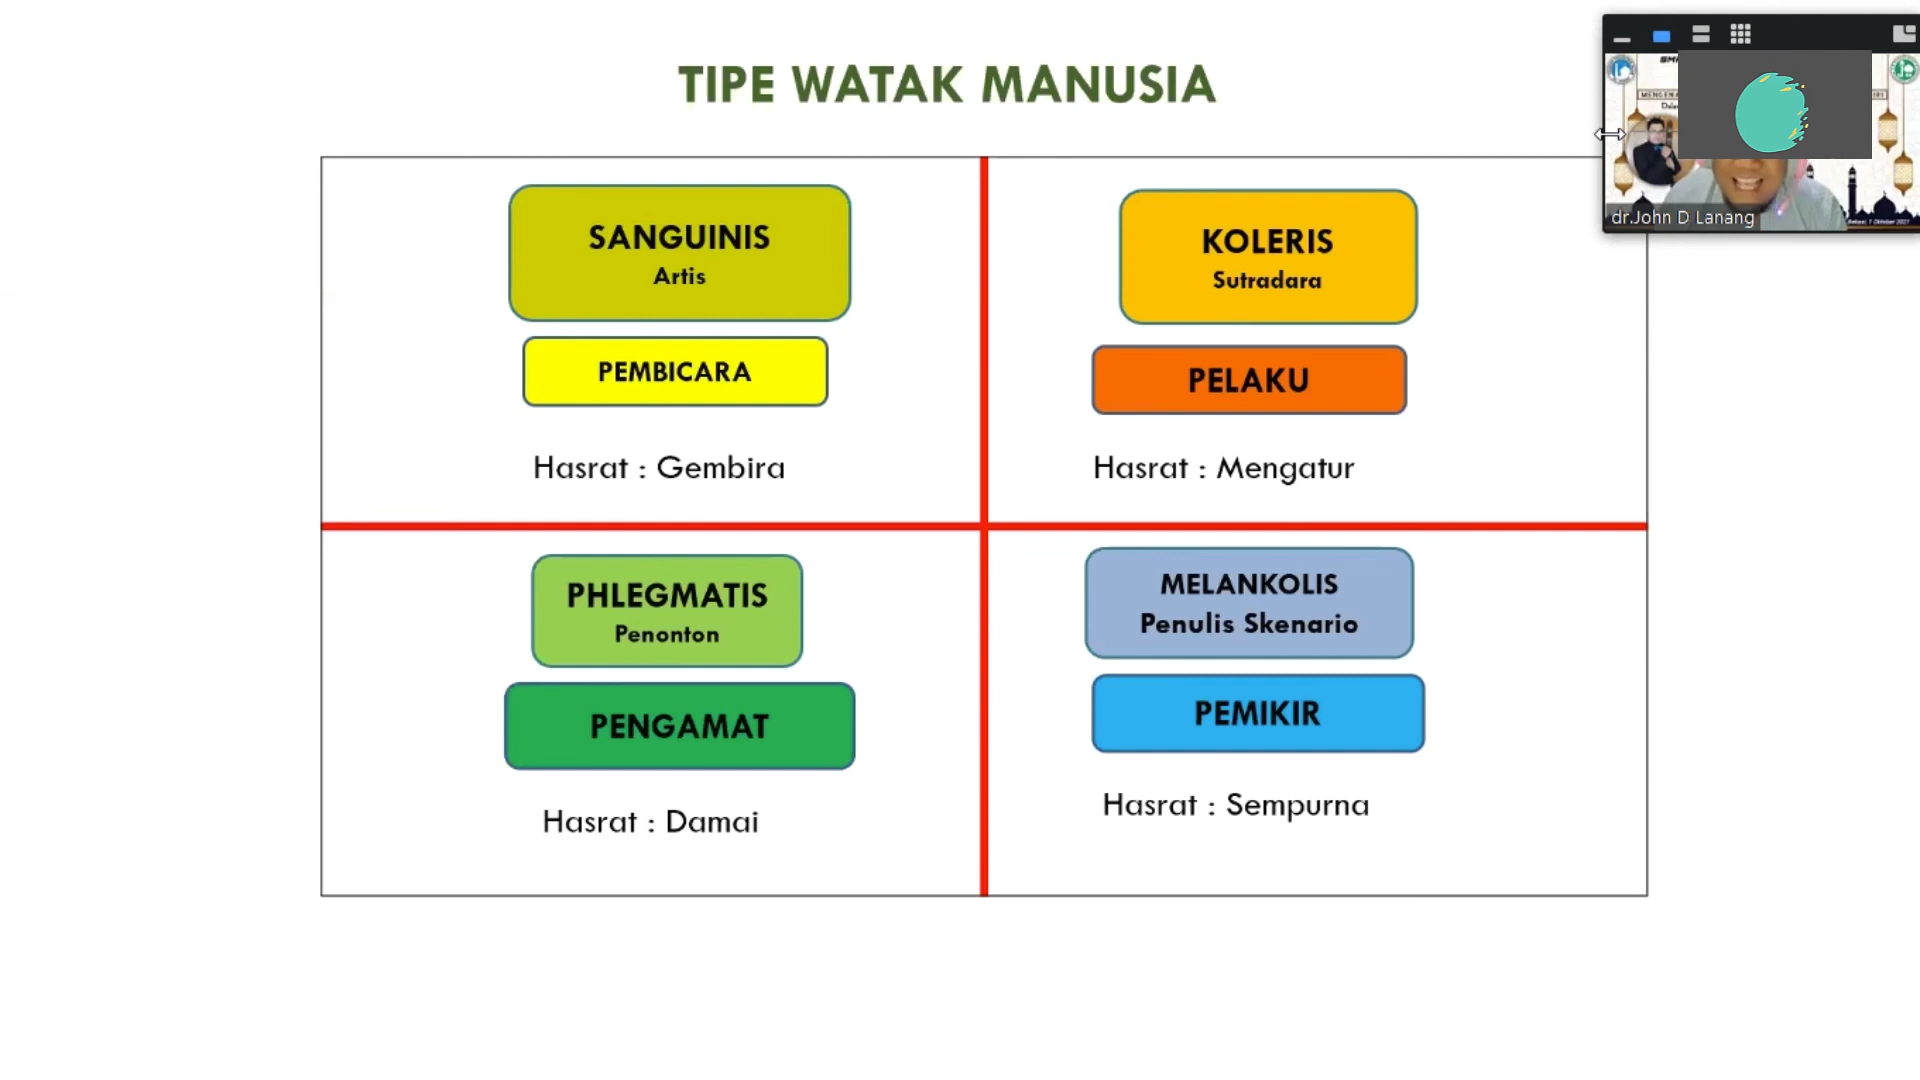 TIPE WATAK MANUSIA
SANGUINIS
Artis
PEMBICARA
Hasrat : Gembira
KOLERIS
Sutradara
PELAKU
Hasrat : Mengatur
PHLEGMATIS
Penonton
PENGAMAT
Hasrat : Damai
MELANKOLIS
Penulis Skenario
PEMIKIR
Hasrat : Sempurna
dr.John D Lanang